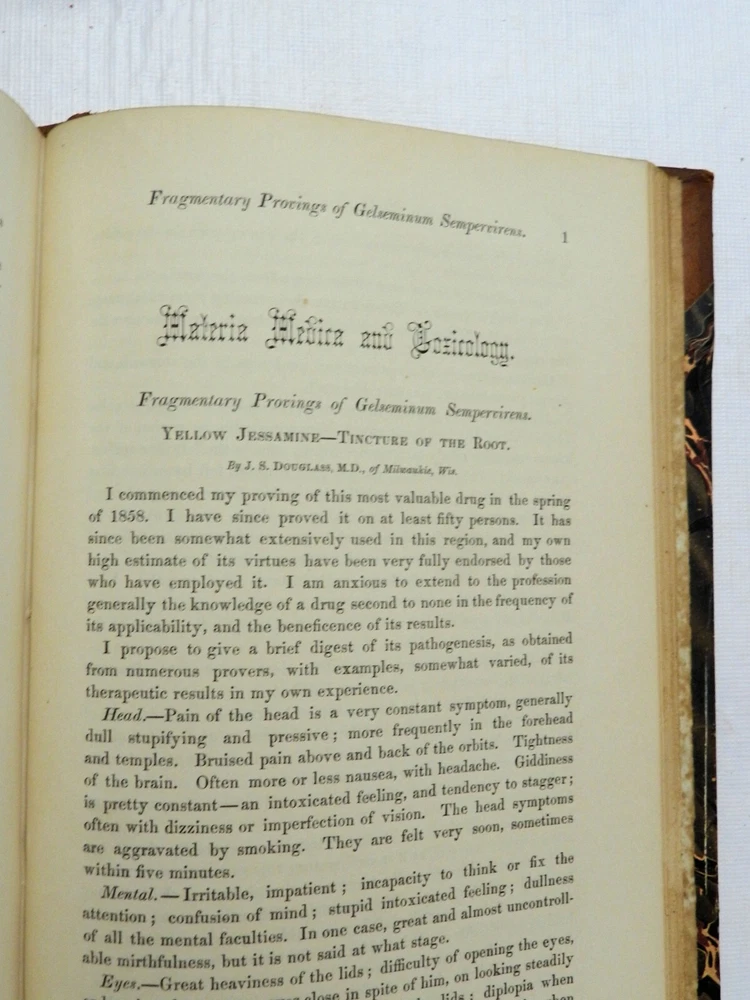 Fragmentary Provings of Gelseminum Sempervirens.
1
Materia Medica and Toxicology.
Fragmentary Provings of Gelseminum Sempervirens.
YELLOW JESSAMINE—TINCTURE OF THE ROOT.
By J. S. DOUGLASS, M.D., of Milwaukie, Wis.
I commenced my proving of this most valuable drug in the spring
of 1858. I have since proved it on at least fifty persons. It has
since been somewhat extensively used in this region, and my own
high estimate of its virtues have been very fully endorsed by those
who have employed it. I am anxious to extend to the profession
generally the knowledge of a drug second to none in the frequency of
its applicability, and the beneficence of its results.
I propose to give a brief digest of its pathogenesis, as obtained
from numerous provers, with examples, somewhat varied, of its
therapeutic results in my own experience.
Head.—Pain of the head is a very constant symptom, generally
dull stupifying and pressive; more frequently in the forehead
and temples. Bruised pain above and back of the orbits. Tightness
of the brain. Often more or less nausea, with headache. Giddiness
is pretty constant—an intoxicated feeling, and tendency to stagger;
often with dizziness or imperfection of vision. The head symptoms
are aggravated by smoking. They are felt very soon, sometimes
within five minutes.
Mental.—Irritable, impatient; incapacity to think or fix the
attention; confusion of mind; stupid intoxicated feeling; dullness
of all the mental faculties. In one case, great and almost uncontroll-
able mirthfulness, but it is not said at what stage.
Eyes.—Great heaviness of the lids; difficulty of opening the eyes,
close in spite of him, on looking steadily
lids; diplopia when